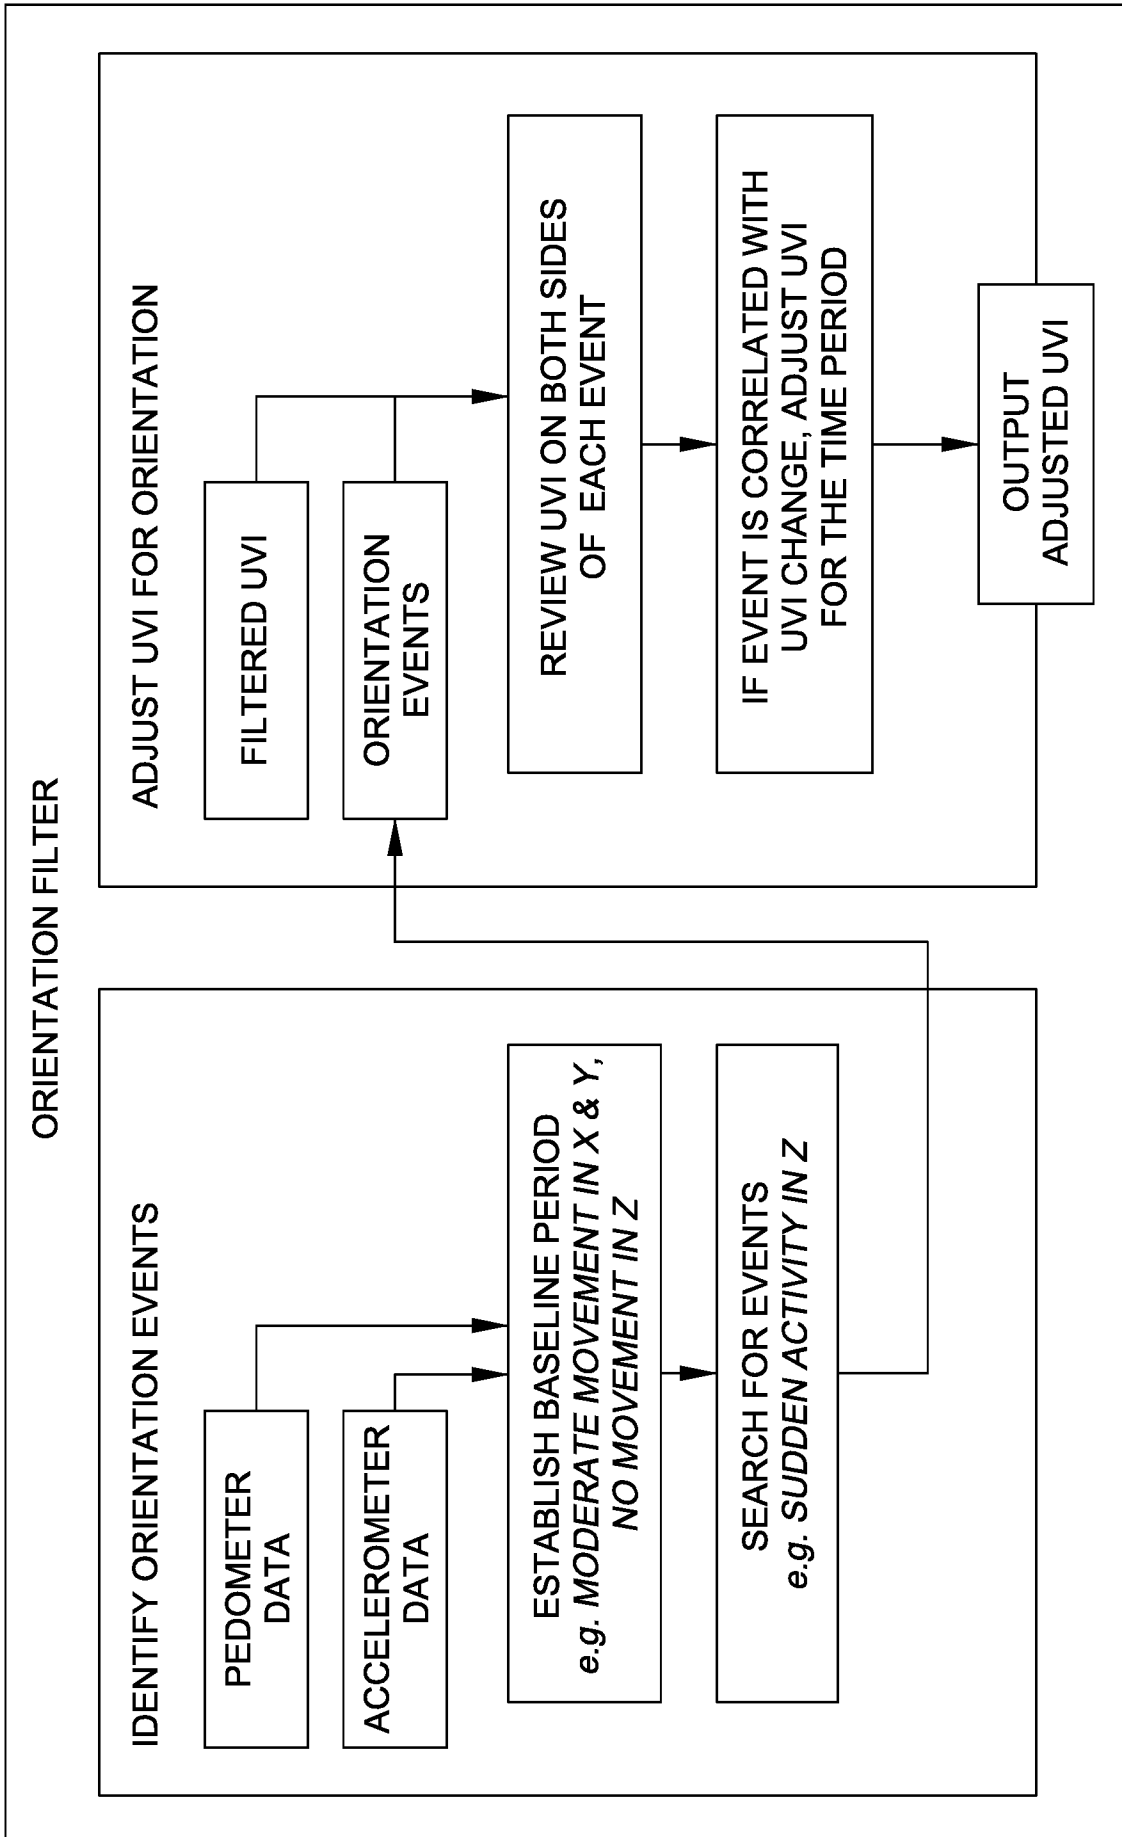 ORIENTATION FILTER
IDENTIFY ORIENTATION EVENTS
PEDOMETER
DATA
ACCELEROMETER
DATA
ESTABLISH BASELINE PERIOD
e.g. MODERATE MOVEMENT IN X & Y,
NO MOVEMENT IN Z
SEARCH FOR EVENTS
e.g. SUDDEN ACTIVITY IN Z
ADJUST UVI FOR ORIENTATION
FILTERED UVI
ORIENTATION
EVENTS
REVIEW UVI ON BOTH SIDES
OF EACH EVENT
IF EVENT IS CORRELATED WITH
UVI CHANGE, ADJUST UVI
FOR THE TIME PERIOD
OUTPUT
ADJUSTED UVI